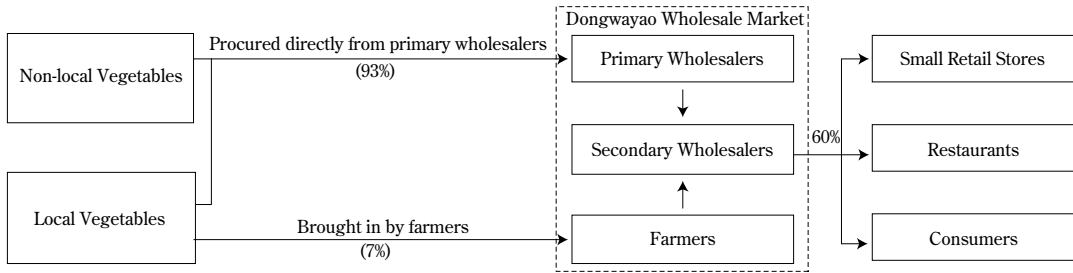 Dongwayao Wholesale Market
Non-local Vegetables
Procured directly from primary wholesalers
(93%)
Primary Wholesalers
Small Retail Stores
Secondary Wholesalers
60%
Restaurants
Local Vegetables
Brought in by farmers
(7%)
Farmers
Consumers